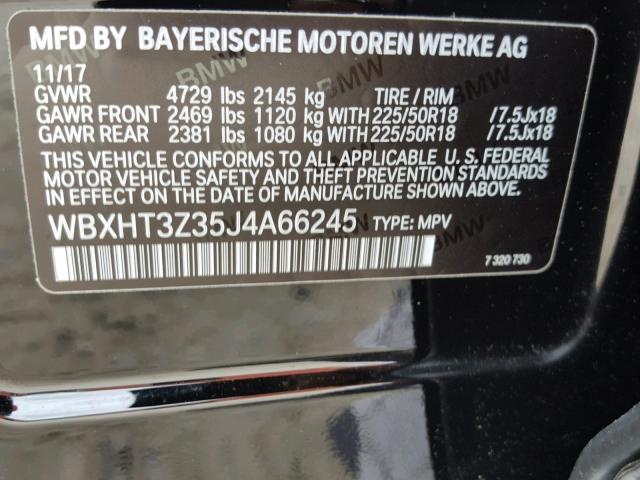 MFD BY BAYERISCHE MOTOREN WERKE AG
11/17
GVWR 4729 lbs 2145 kg TIRE / RIM
GAWR FRONT 2469 lbs 1120 kg WITH 225/50R18 /7.5Jx18
GAWR REAR 2381 lbs 1080 kg WITH 225/50R18 /7.5Jx18
THIS VEHICLE CONFORMS TO ALL APPLICABLE U. S. FEDERAL
MOTOR VEHICLE SAFETY AND THEFT PREVENTION STANDARDS
IN EFFECT ON THE DATE OF MANUFACTURE SHOWN ABOVE.
WBXHT3Z35J4A66245 TYPE: MPV
7 320 730